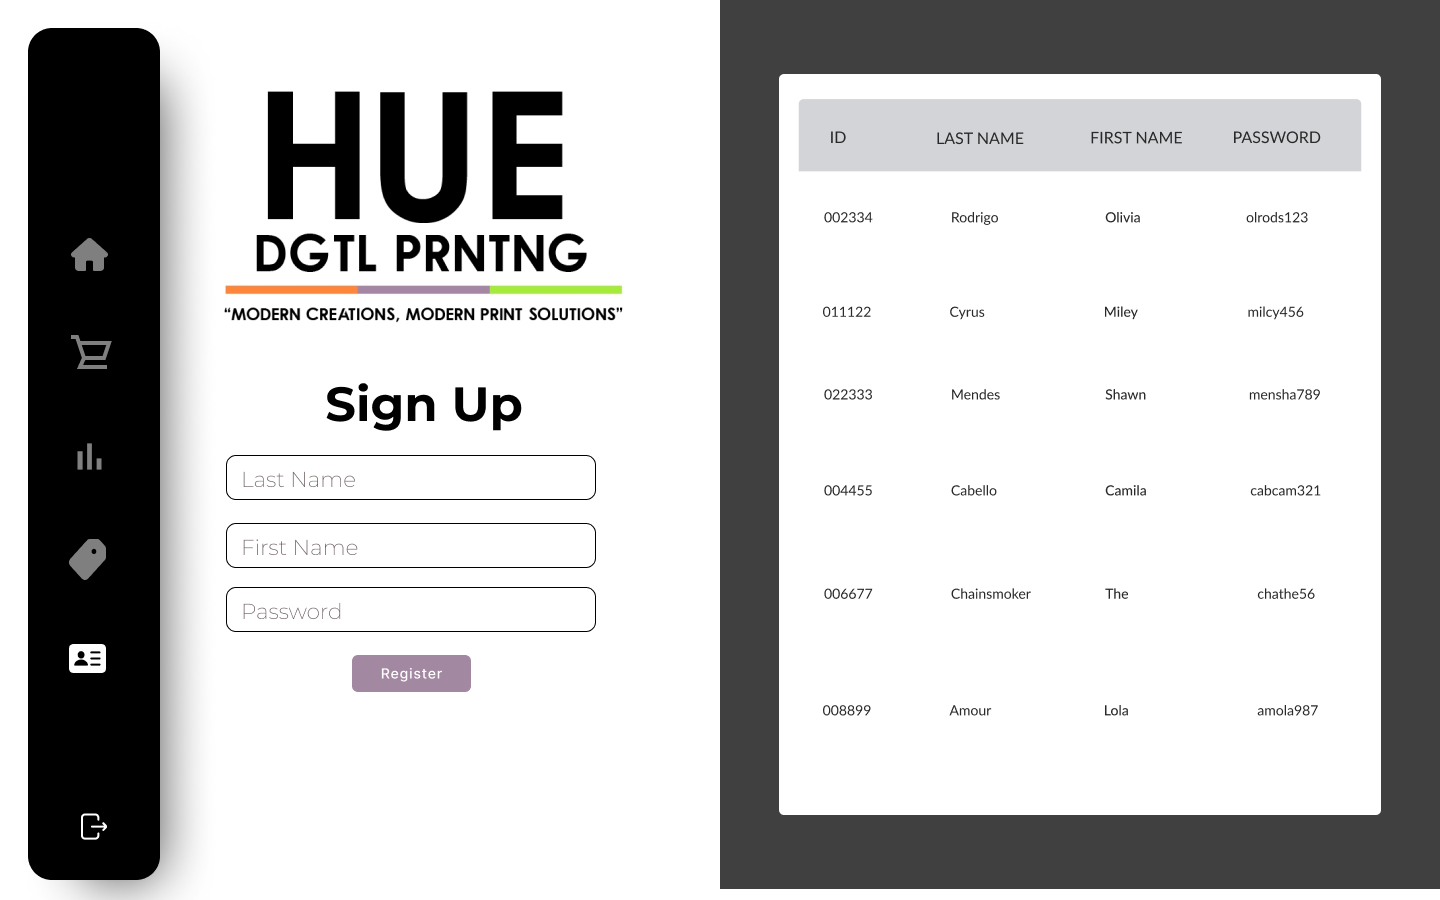 HUE
DGTL PRNTNG
“MODERN CREATIONS, MODERN PRINT SOLUTIONS”
Sign Up
Last Name
First Name
Password
Register
ID LAST NAME FIRST NAME PASSWORD
002334 Rodrigo Olivia olrods123
011122 Cyrus Miley milcy456
022333 Mendes Shawn mensha789
004455 Cabello Camila cabcam321
006677 Chainsmoker The chathe56
008899 Amour Lola amola987